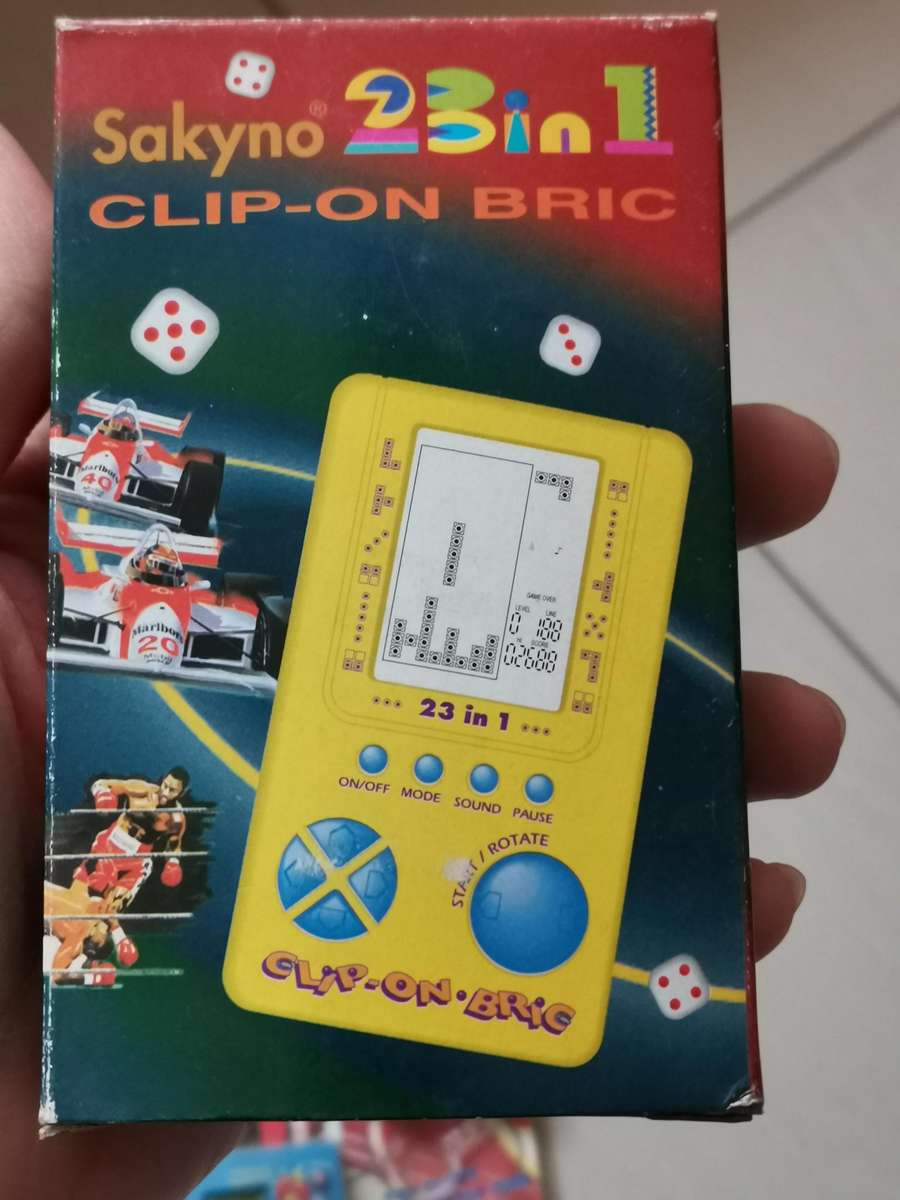 Sakyno® 23in1
CLIP-ON BRIC
Marlboro
40
Marlboro
20
GAME OVER
LEVEL LINE
0 188
HI SCORE
02688
23 in 1
ON/OFF MODE SOUND PAUSE
START / ROTATE
CLIP-ON·BRIC